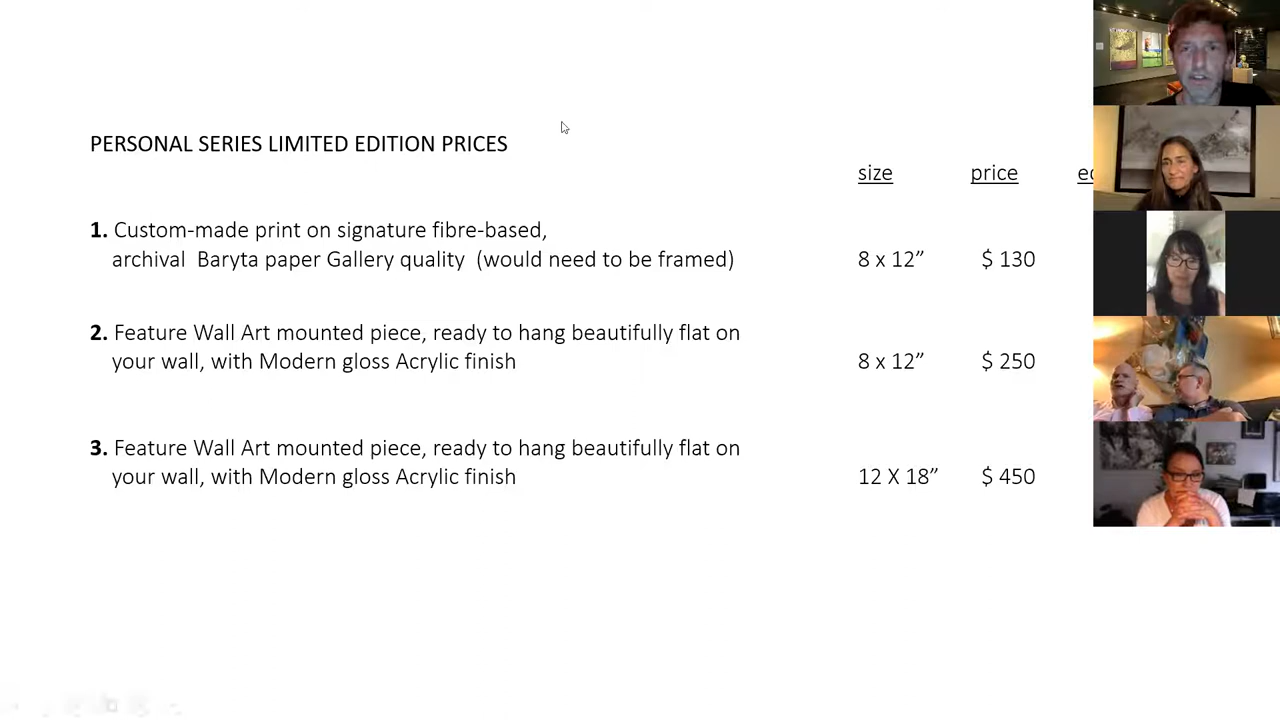 PERSONAL SERIES LIMITED EDITION PRICES
size price
1. Custom-made print on signature fibre-based,
archival Baryta paper Gallery quality (would need to be framed) 8 x 12” $ 130
2. Feature Wall Art mounted piece, ready to hang beautifully flat on
your wall, with Modern gloss Acrylic finish 8 x 12” $ 250
3. Feature Wall Art mounted piece, ready to hang beautifully flat on
your wall, with Modern gloss Acrylic finish 12 X 18” $ 450